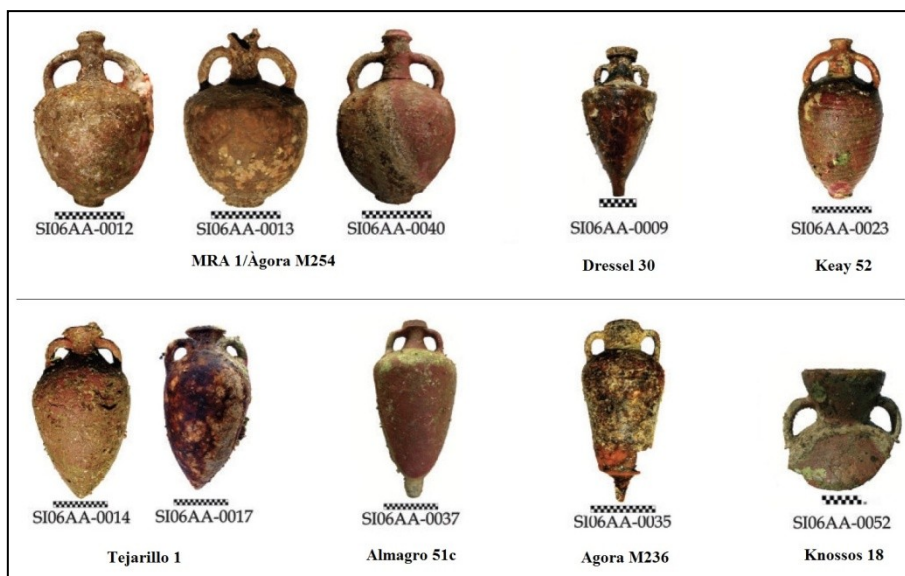 SI06AA-0012 SI06AA-0013 SI06AA-0040 SI06AA-0009 SI06AA-0023
MRA 1/Àgora M254 Dressel 30 Keay 52
SI06AA-0014 SI06AA-0017 SI06AA-0037 SI06AA-0035 SI06AA-0052
Tejarillo 1 Almagro 51c Agora M236 Knossos 18